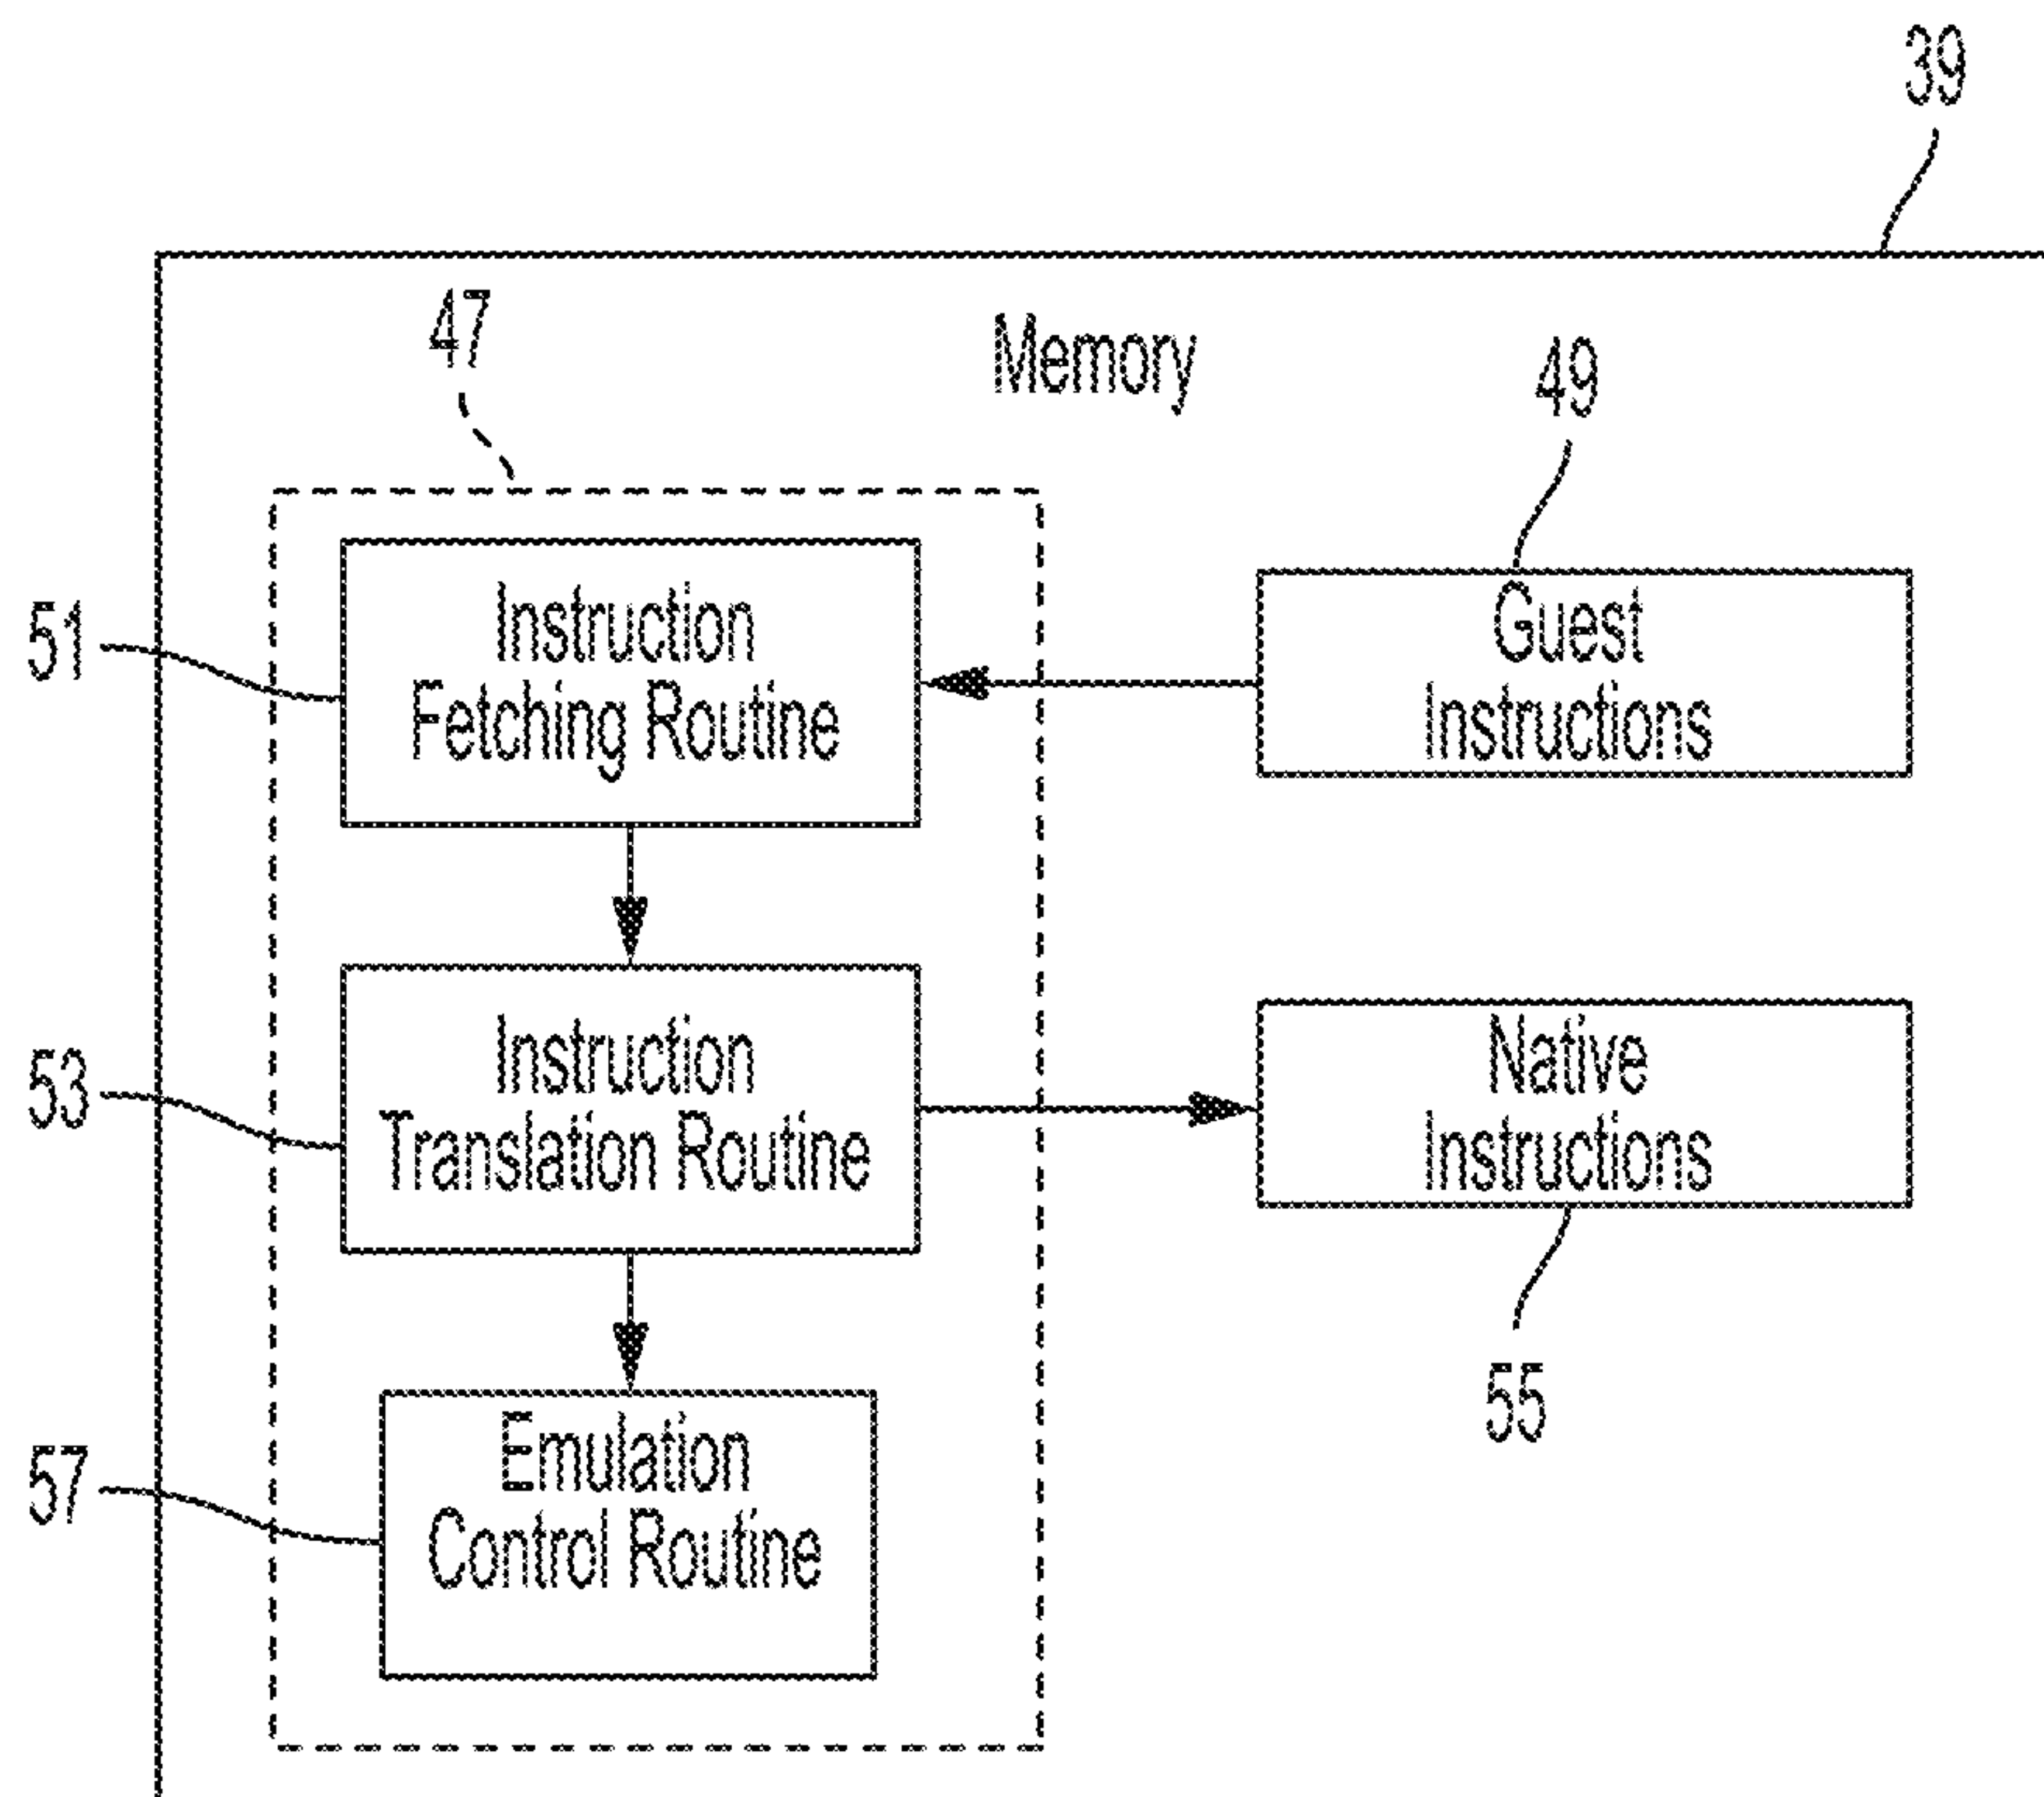 39
47
Memory
49
51
Instruction
Fetching Routine
Guest
Instructions
53
Instruction
Translation Routine
Native
Instructions
55
57
Emulation
Control Routine